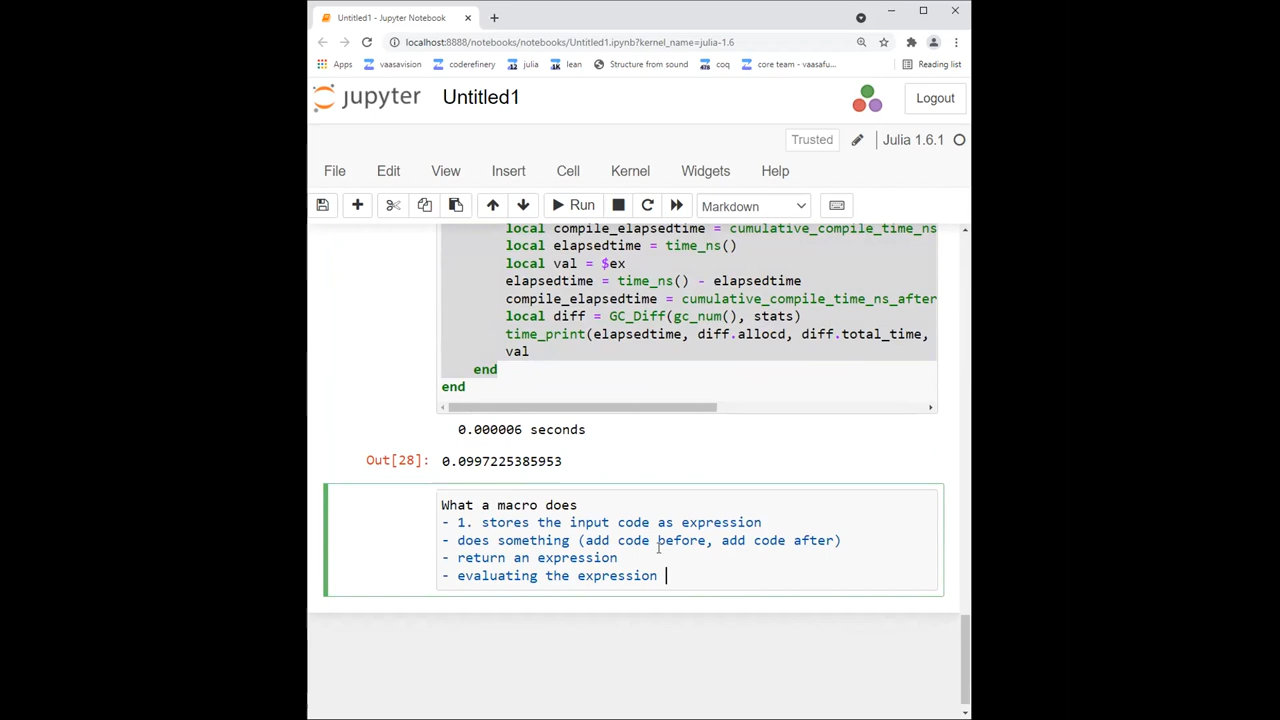 Untitled1 - Jupyter Notebook
localhost:8888/notebooks/notebooks/Untitled1.ipynb?kernel_name=julia-1.6
Apps vaasavision coderefinery julia lean Structure from sound coq core team - vaasafu... Reading list
jupyter Untitled1 Logout
Trusted Julia 1.6.1
File Edit View Insert Cell Kernel Widgets Help
Run Markdown
local compile_elapsedtime = cumulative_compile_time_ns
local elapsedtime = time_ns()
local val = $ex
elapsedtime = time_ns() - elapsedtime
compile_elapsedtime = cumulative_compile_time_ns_after
local diff = GC_Diff(gc_num(), stats)
time_print(elapsedtime, diff.allocd, diff.total_time,
val
end
end
0.000006 seconds
Out[28]: 0.0997225385953
What a macro does
- 1. stores the input code as expression
- does something (add code before, add code after)
- return an expression
- evaluating the expression